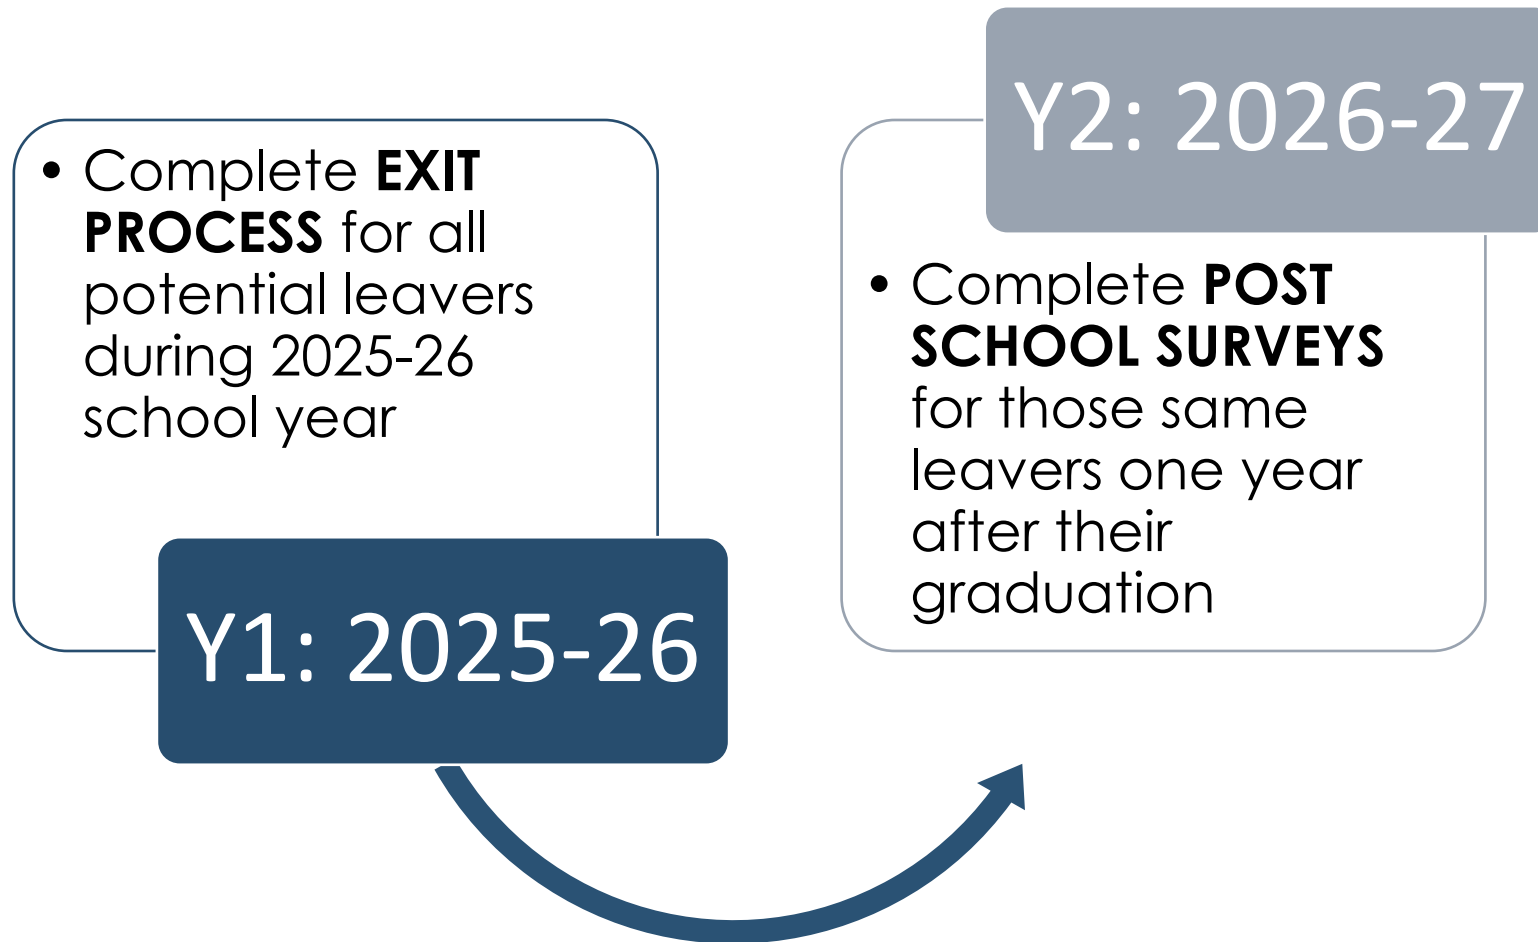 • Complete EXIT
PROCESS for all
potential leavers
during 2025-26
school year
Y1: 2025-26
Y2: 2026-27
• Complete POST
SCHOOL SURVEYS
for those same
leavers one year
after their
graduation